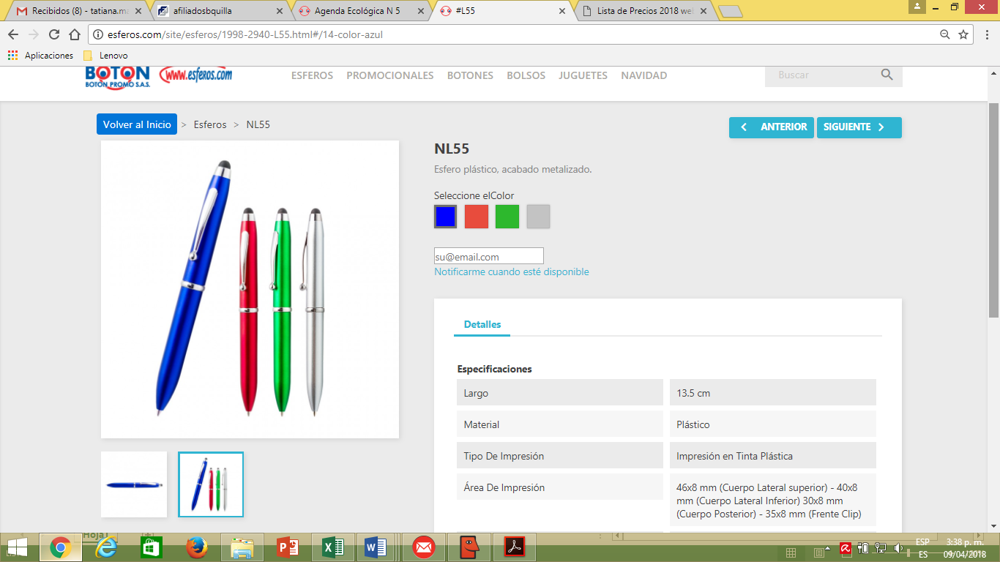 Recibidos (8) - tatiana.ma
afiliadosbquilla
Agenda Ecológica N 5
#L55
Lista de Precios 2018 wel
esferos.com/site/esferos/1998-2940-L55.html#/14-color-azul
Aplicaciones
Lenovo
BOTON
BOTON PROMO S.A.S.
www.esferos.com
ESFEROS
PROMOCIONALES
BOTONES
BOLSOS
JUGUETES
NAVIDAD
Buscar
Volver al Inicio > Esferos > NL55
ANTERIOR
SIGUIENTE
NL55
Esfero plástico, acabado metalizado.
Seleccione elColor
su@email.com
Notificarme cuando esté disponible
Detalles
Especificaciones
Largo 13.5 cm
Material Plástico
Tipo De Impresión Impresión en Tinta Plástica
Área De Impresión 46x8 mm (Cuerpo Lateral superior) - 40x8
mm (Cuerpo Lateral Inferior) 30x8 mm
(Cuerpo Posterior) - 35x8 mm (Frente Clip)
Hoja1
ESP
ES
3:38 p. m.
09/04/2018